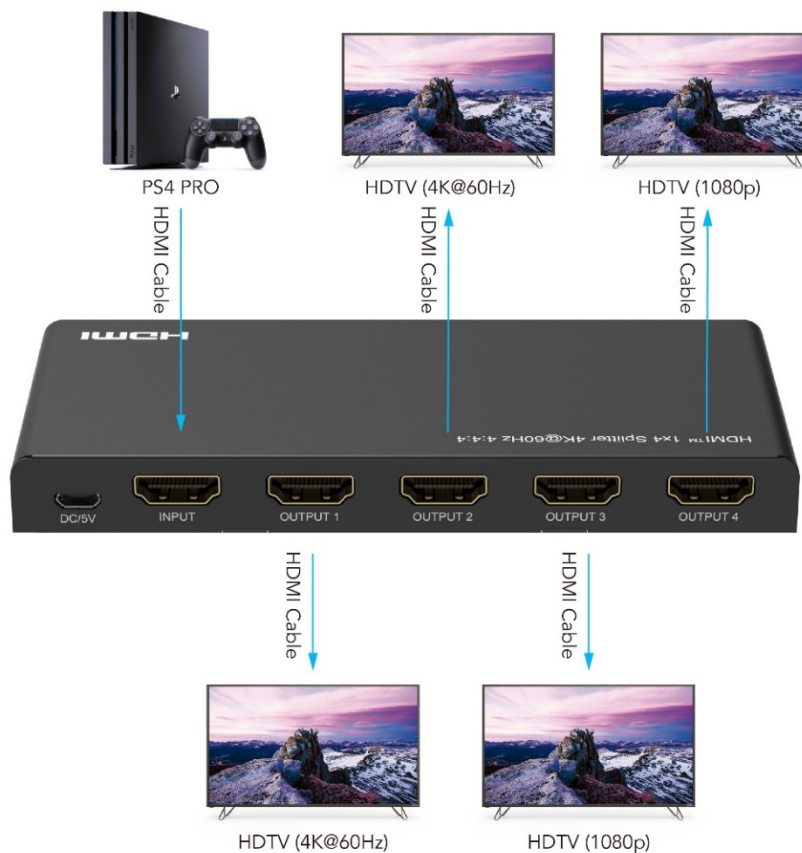 PS4 PRO
HDTV (4K@60Hz)
HDTV (1080p)
HDMI Cable
HDMI Cable
HDMI Cable
HDMI
HDMI™ 1x4 Splitter 4K@60Hz 4:4:4
DC/5V
INPUT
OUTPUT 1
OUTPUT 2
OUTPUT 3
OUTPUT 4
HDMI Cable
HDMI Cable
HDTV (4K@60Hz)
HDTV (1080p)